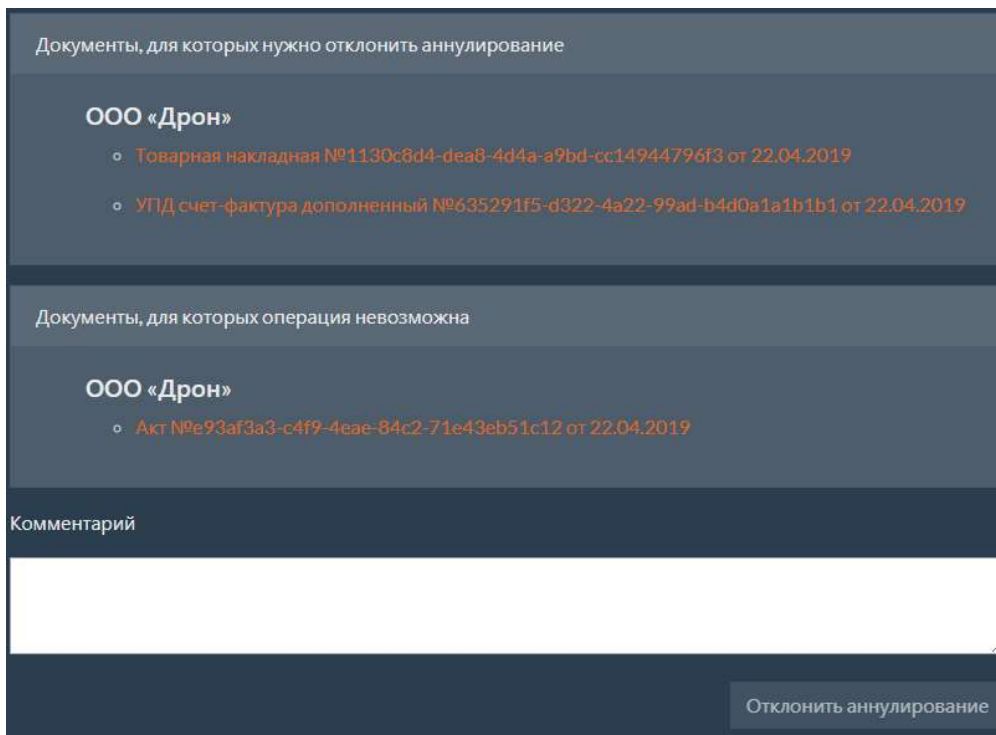 Документы, для которых нужно отклонить аннулирование
ООО «Дрон»
Товарная накладная №1130c8d4-dea8-4d4a-a9bd-cc14944796f3 от 22.04.2019
УПД счет-фактура дополненный №635291f5-d322-4a22-99ad-b4d0a1a1b1b1 от 22.04.2019
Документы, для которых операция невозможна
ООО «Дрон»
Акт №e93af3a3-c4f9-4eae-84c2-71e43eb51c12 от 22.04.2019
Комментарий
Отклонить аннулирование